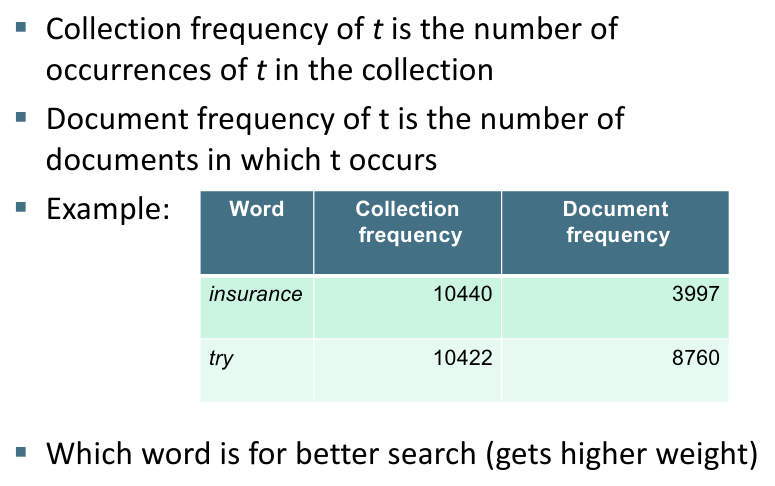 ▪ Collection frequency of t is the number of
occurrences of t in the collection
▪ Document frequency of t is the number of
documents in which t occurs
▪ Example:
Word Collection frequency Document frequency
insurance 10440 3997
try 10422 8760
▪ Which word is for better search (gets higher weight)